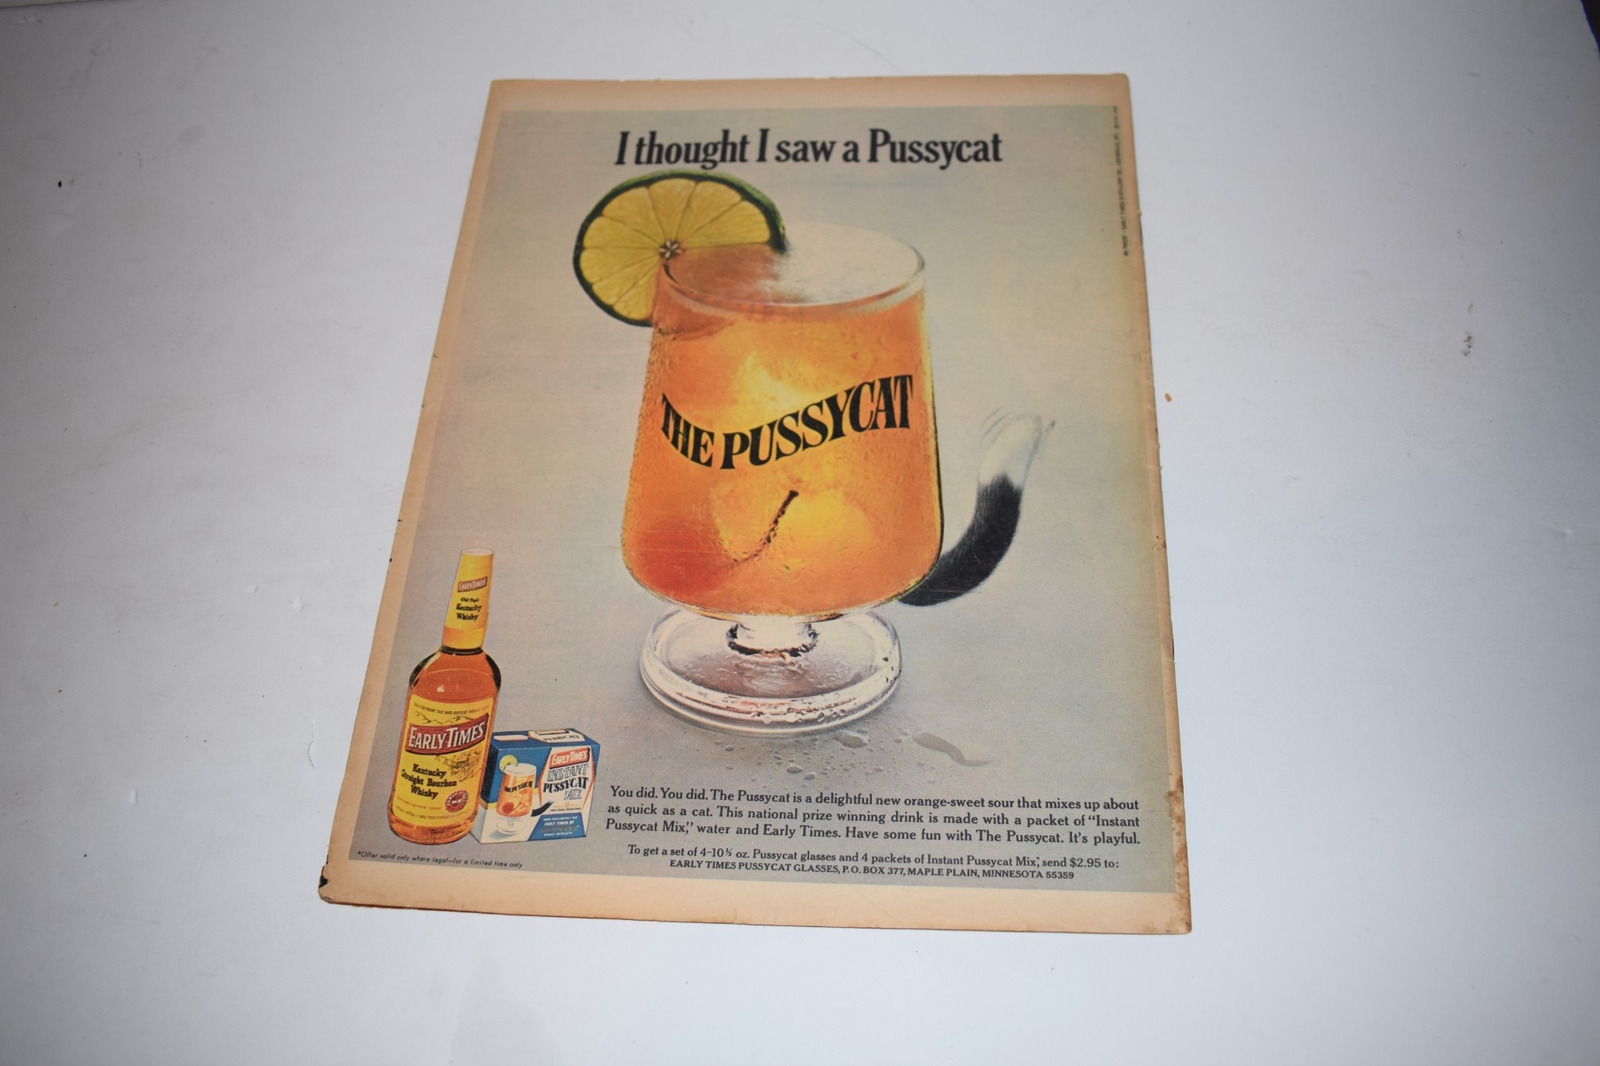 I thought I saw a Pussycat
THE PUSSYCAT
EARLY TIMES
Kentucky
Whisky
EARLY TIMES
Kentucky
Straight Bourbon
Whisky
EARLY TIMES
INSTANT
PUSSYCAT
MIX
You did. You did. The Pussycat is a delightful new orange-sweet sour that mixes up about
as quick as a cat. This national prize winning drink is made with a packet of “Instant
Pussycat Mix,” water and Early Times. Have some fun with The Pussycat. It's playful.
To get a set of 4-10½ oz. Pussycat glasses and 4 packets of Instant Pussycat Mix,* send $2.95 to:
EARLY TIMES PUSSYCAT GLASSES, P.O. BOX 377, MAPLE PLAIN, MINNESOTA 55359
*Offer valid only where legal—for a limited time only